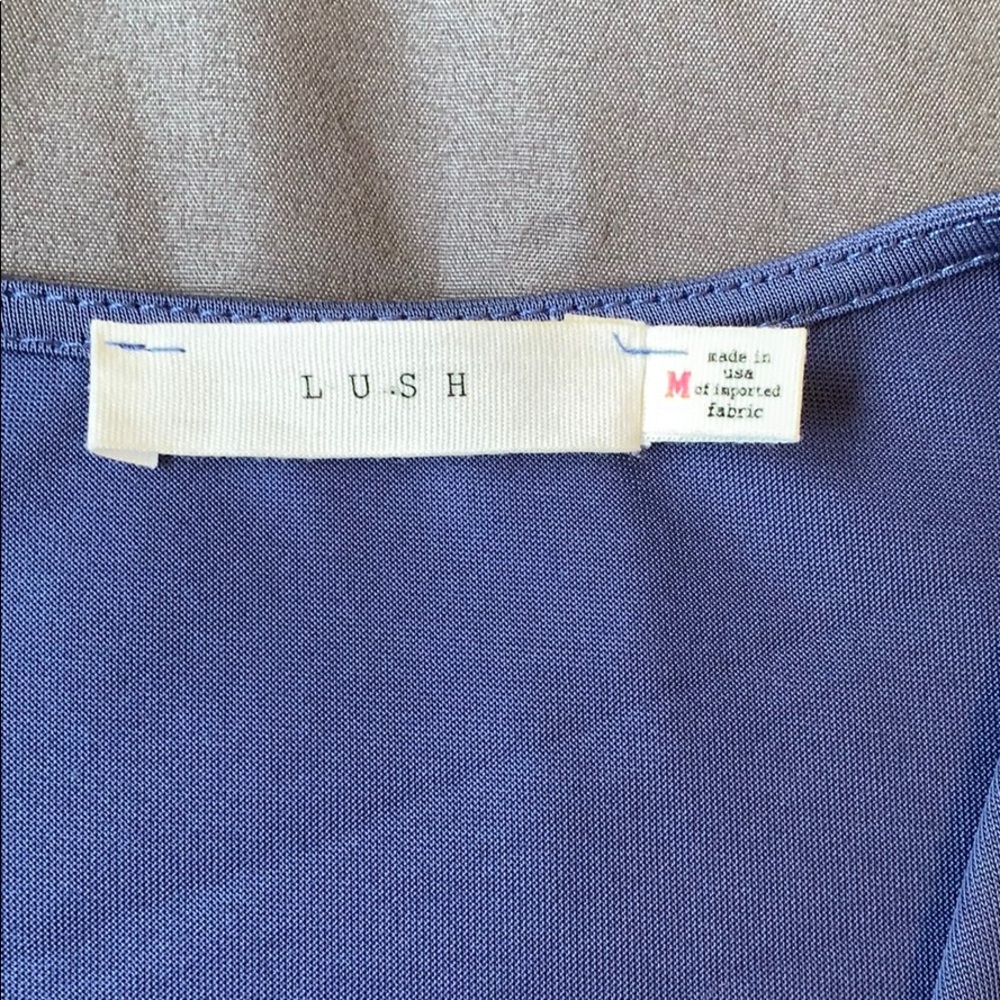 LUSH
M
made in
usa
of imported
fabric